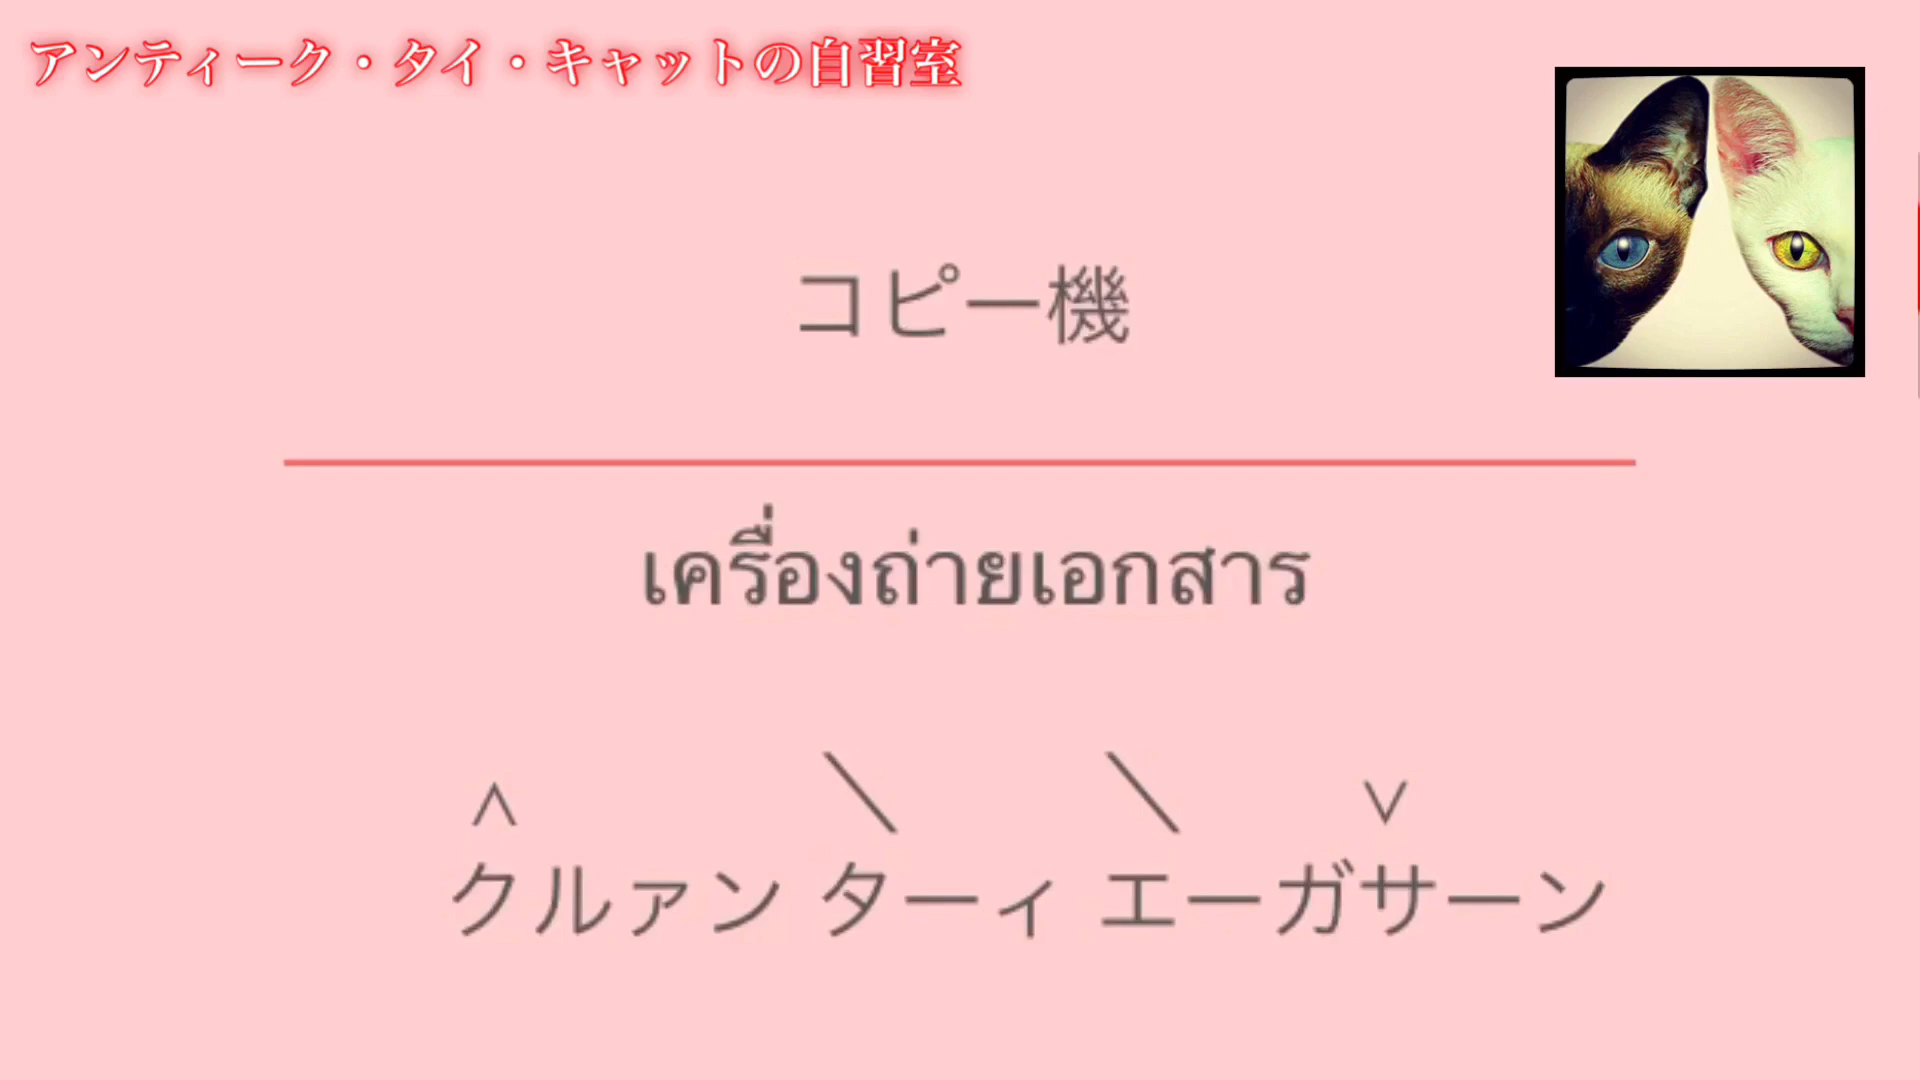 アンティーク・タイ・キャットの自習室
コピー機
เครื่องถ่ายเอกสาร
∧ ＼ ＼ ∨
クルァン ターィ エーガサーン